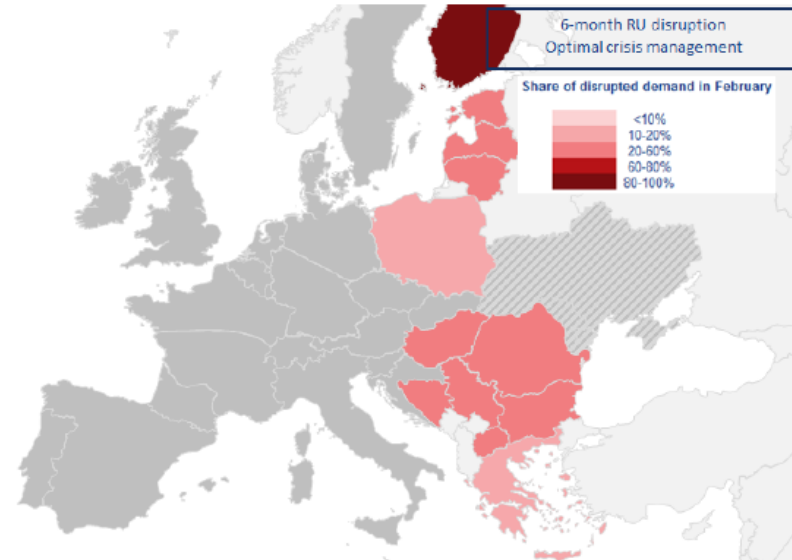 6-month RU disruption
Optimal crisis management
Share of disrupted demand in February
<10%
10-20%
20-60%
60-80%
80-100%